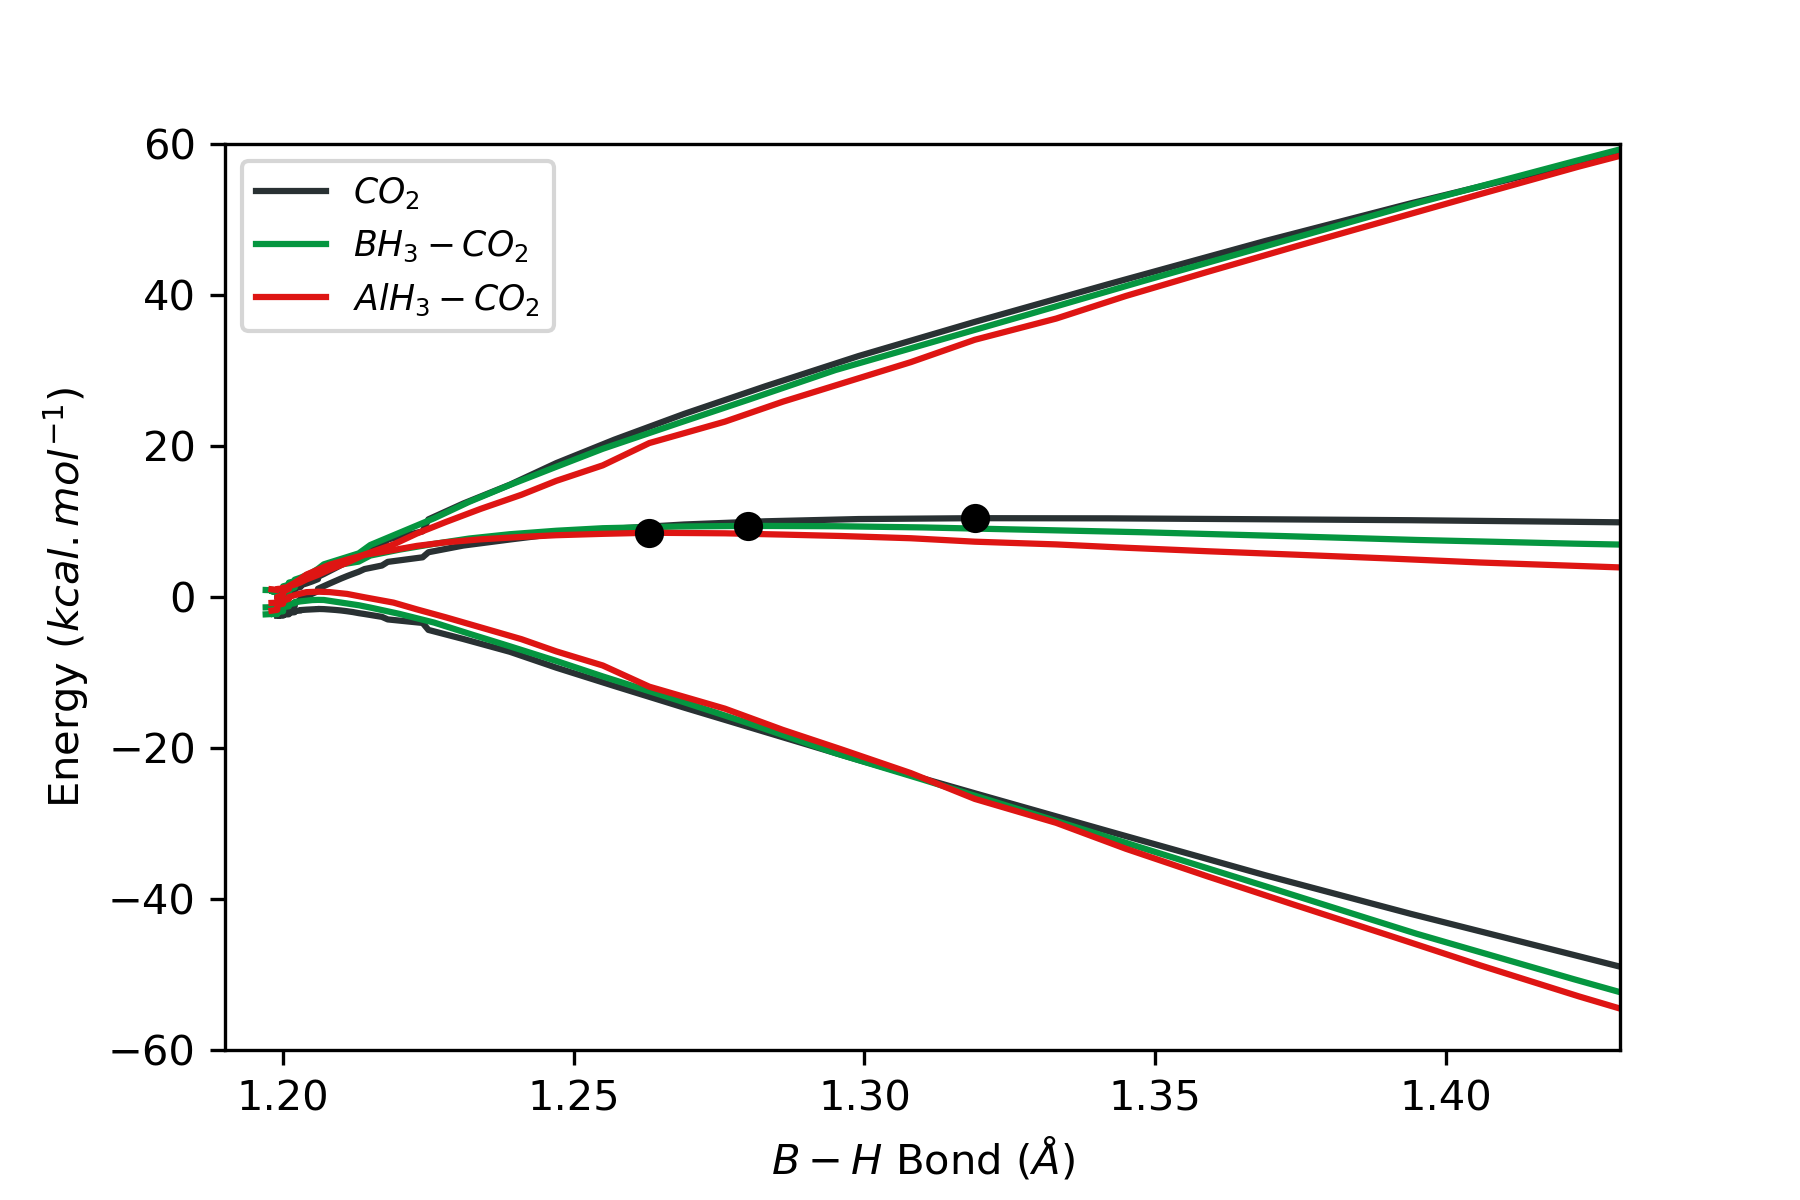 60
40
20
0
−20
−40
−60
Energy (kcal.mol⁻¹)
CO₂
BH₃ − CO₂
AlH₃ − CO₂
1.20 1.25 1.30 1.35 1.40
B − H Bond (Å)